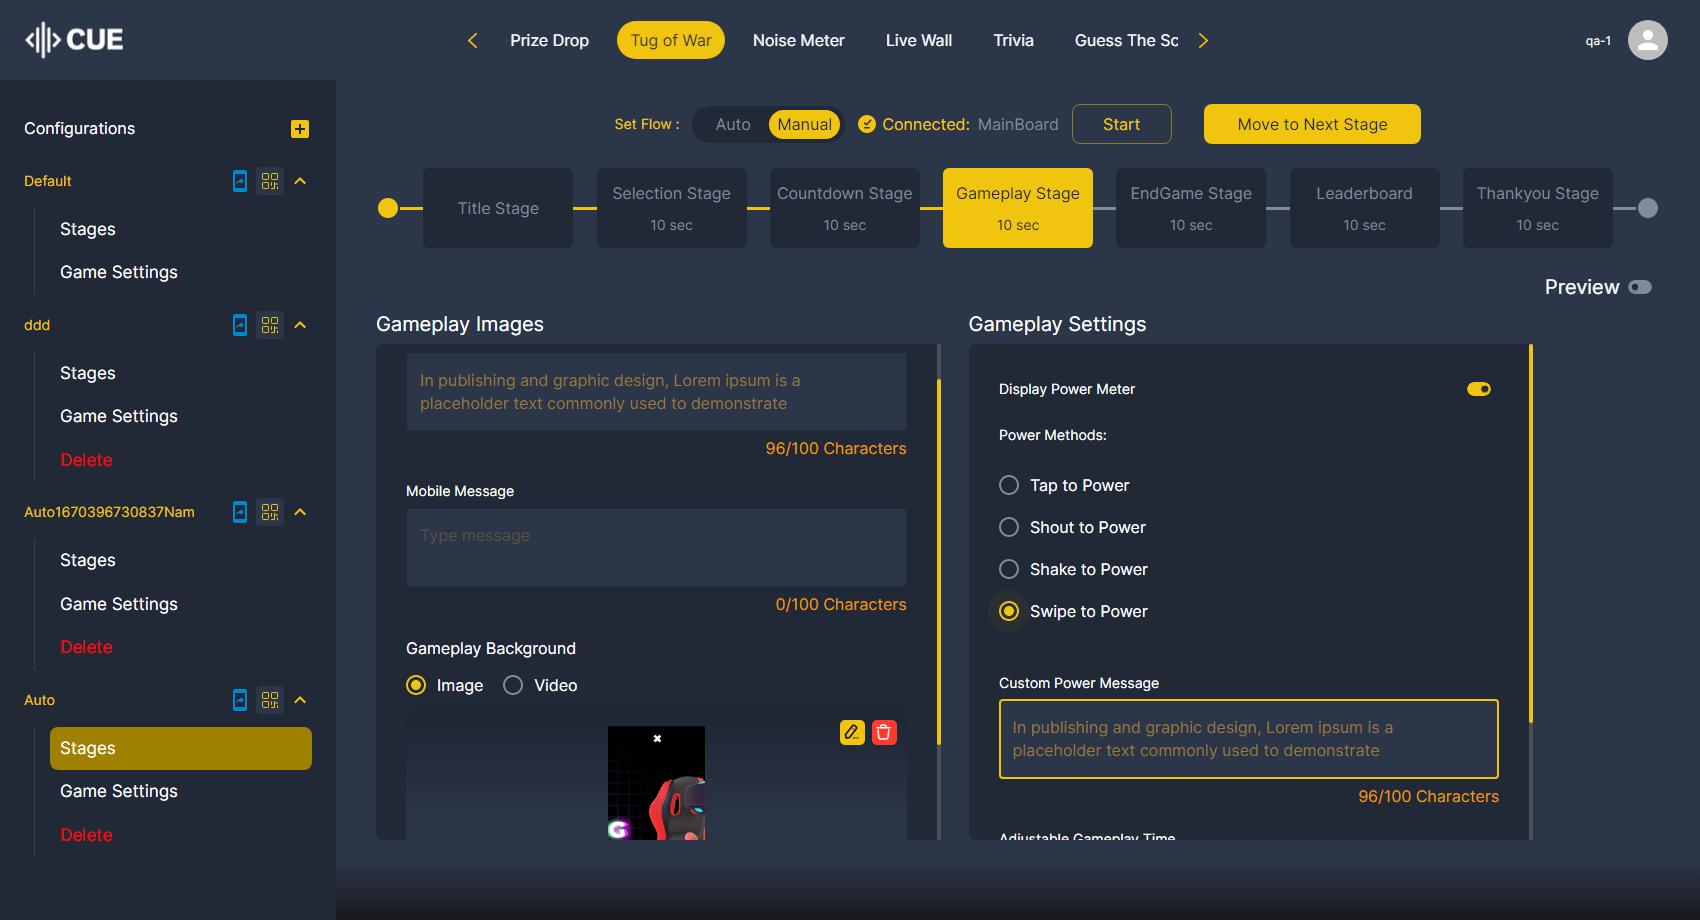 CUE
Prize Drop
Tug of War
Noise Meter
Live Wall
Trivia
Guess The Sc
qa-1
Configurations
Default
Stages
Game Settings
ddd
Stages
Game Settings
Delete
Auto1670396730837Nam
Stages
Game Settings
Delete
Auto
Stages
Game Settings
Delete
Set Flow :
Auto
Manual
Connected: MainBoard
Start
Move to Next Stage
Title Stage
Selection Stage
10 sec
Countdown Stage
10 sec
Gameplay Stage
10 sec
EndGame Stage
10 sec
Leaderboard
10 sec
Thankyou Stage
10 sec
Preview
Gameplay Images
In publishing and graphic design, Lorem ipsum is a
placeholder text commonly used to demonstrate
96/100 Characters
Mobile Message
Type message
0/100 Characters
Gameplay Background
Image
Video
G
Gameplay Settings
Display Power Meter
Power Methods:
Tap to Power
Shout to Power
Shake to Power
Swipe to Power
Custom Power Message
In publishing and graphic design, Lorem ipsum is a
placeholder text commonly used to demonstrate
96/100 Characters
Adjustable Gameplay Time